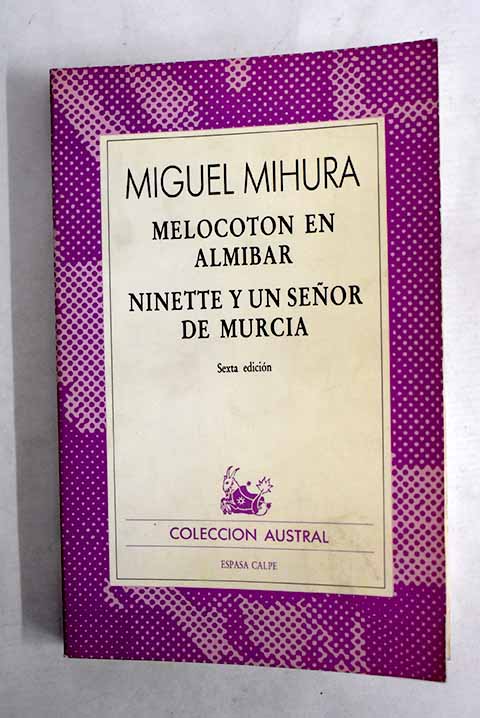 MIGUEL MIHURA
MELOCOTON EN
ALMIBAR
NINETTE Y UN SEÑOR
DE MURCIA
Sexta edición
COLECCION AUSTRAL
ESPASA CALPE